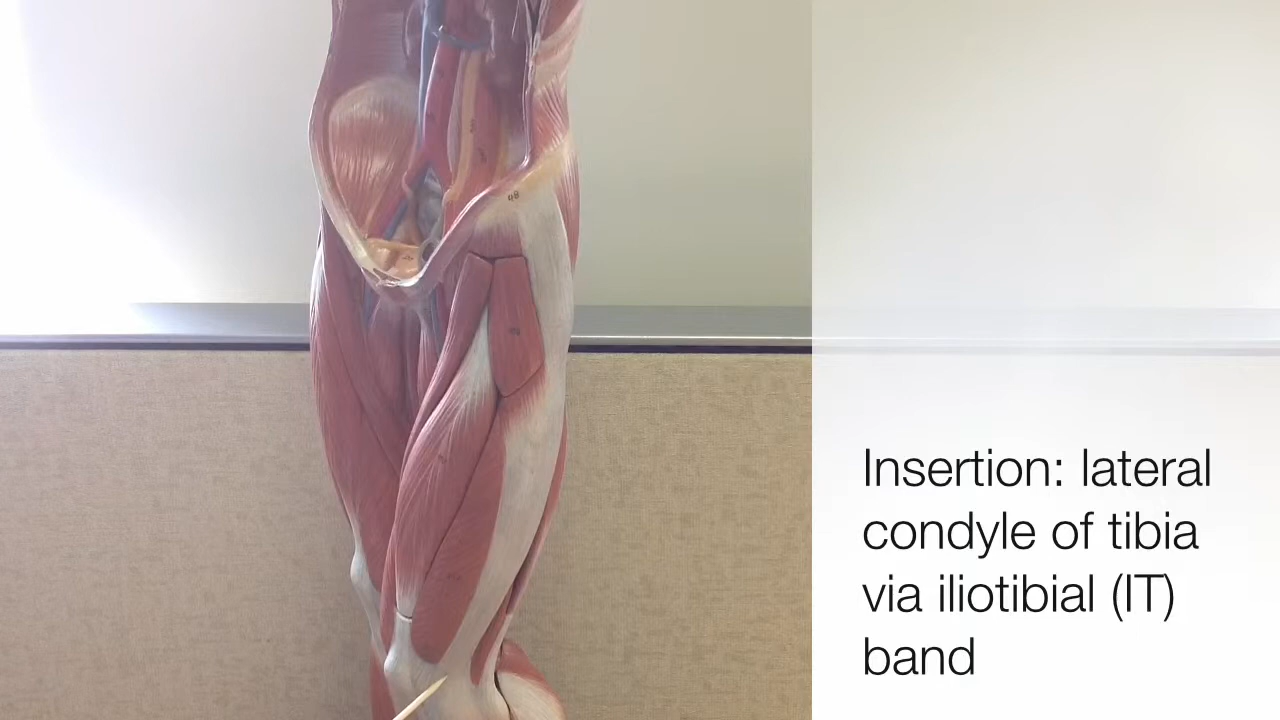 Insertion: lateral
condyle of tibia
via iliotibial (IT)
band